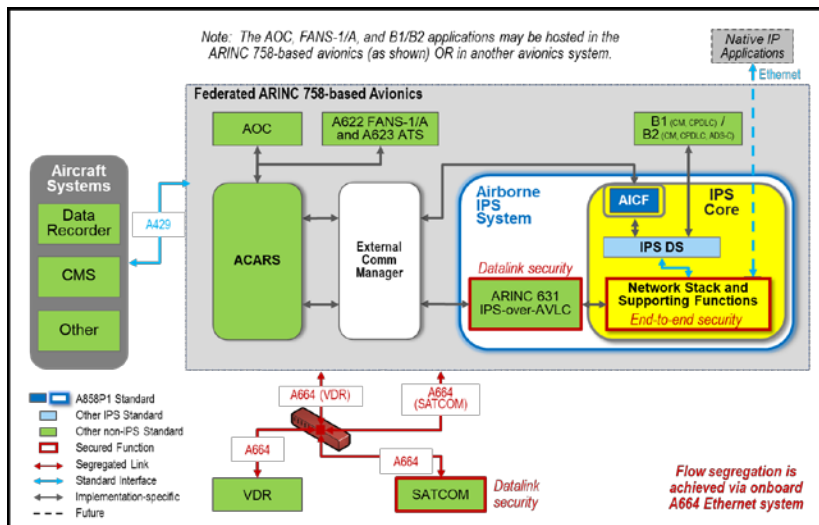 Note: The AOC, FANS-1/A, and B1/B2 applications may be hosted in the
ARINC 758-based avionics (as shown) OR in another avionics system.
Native IP
Applications
Ethernet
Federated ARINC 758-based Avionics
AOC
A622 FANS-1/A
and A623 ATS
B1 (CM, CPDLC) /
B2 (CM, CPDLC, ADS-C)
Aircraft
Systems
Data
Recorder
CMS
Other
A429
ACARS
External
Comm
Manager
Airborne
IPS
System
AICF
IPS
Core
IPS DS
Datalink security
ARINC 631
IPS-over-AVLC
Network Stack and
Supporting Functions
End-to-end security
A858P1 Standard
Other IPS Standard
Other non-IPS Standard
Secured Function
Segregated Link
Standard Interface
Implementation-specific
Future
A664 (VDR)
A664
(SATCOM)
A664
A664
VDR
SATCOM
Datalink
security
Flow segregation is
achieved via onboard
A664 Ethernet system